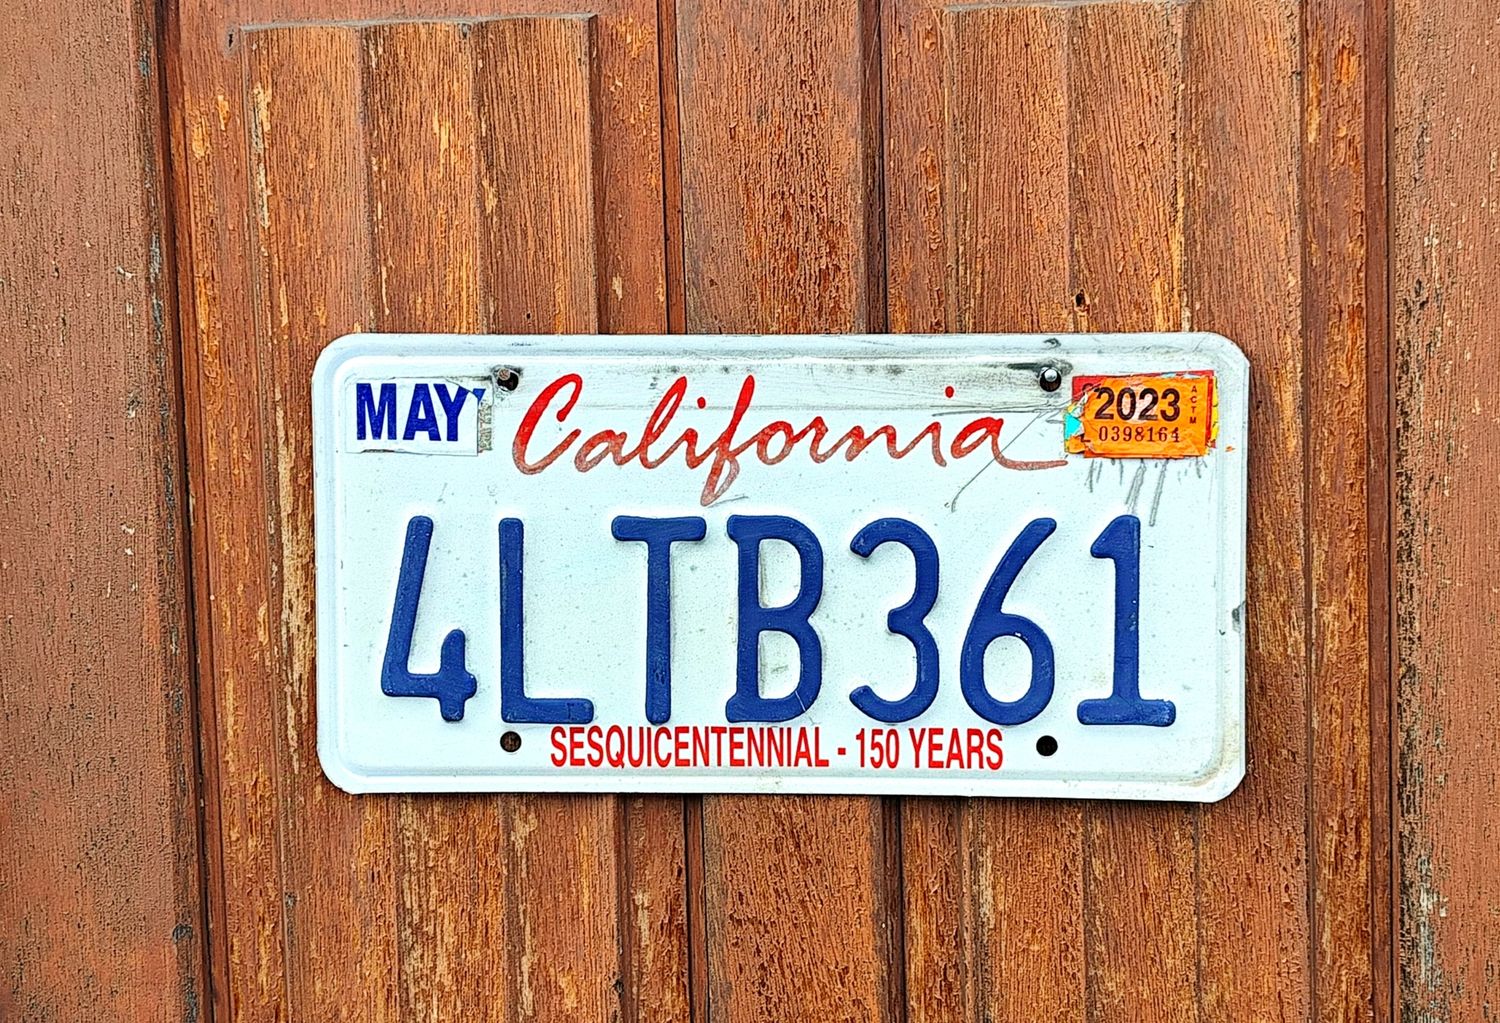 MAY
California
2023
0398164
4LTB361
SESQUICENTENNIAL - 150 YEARS